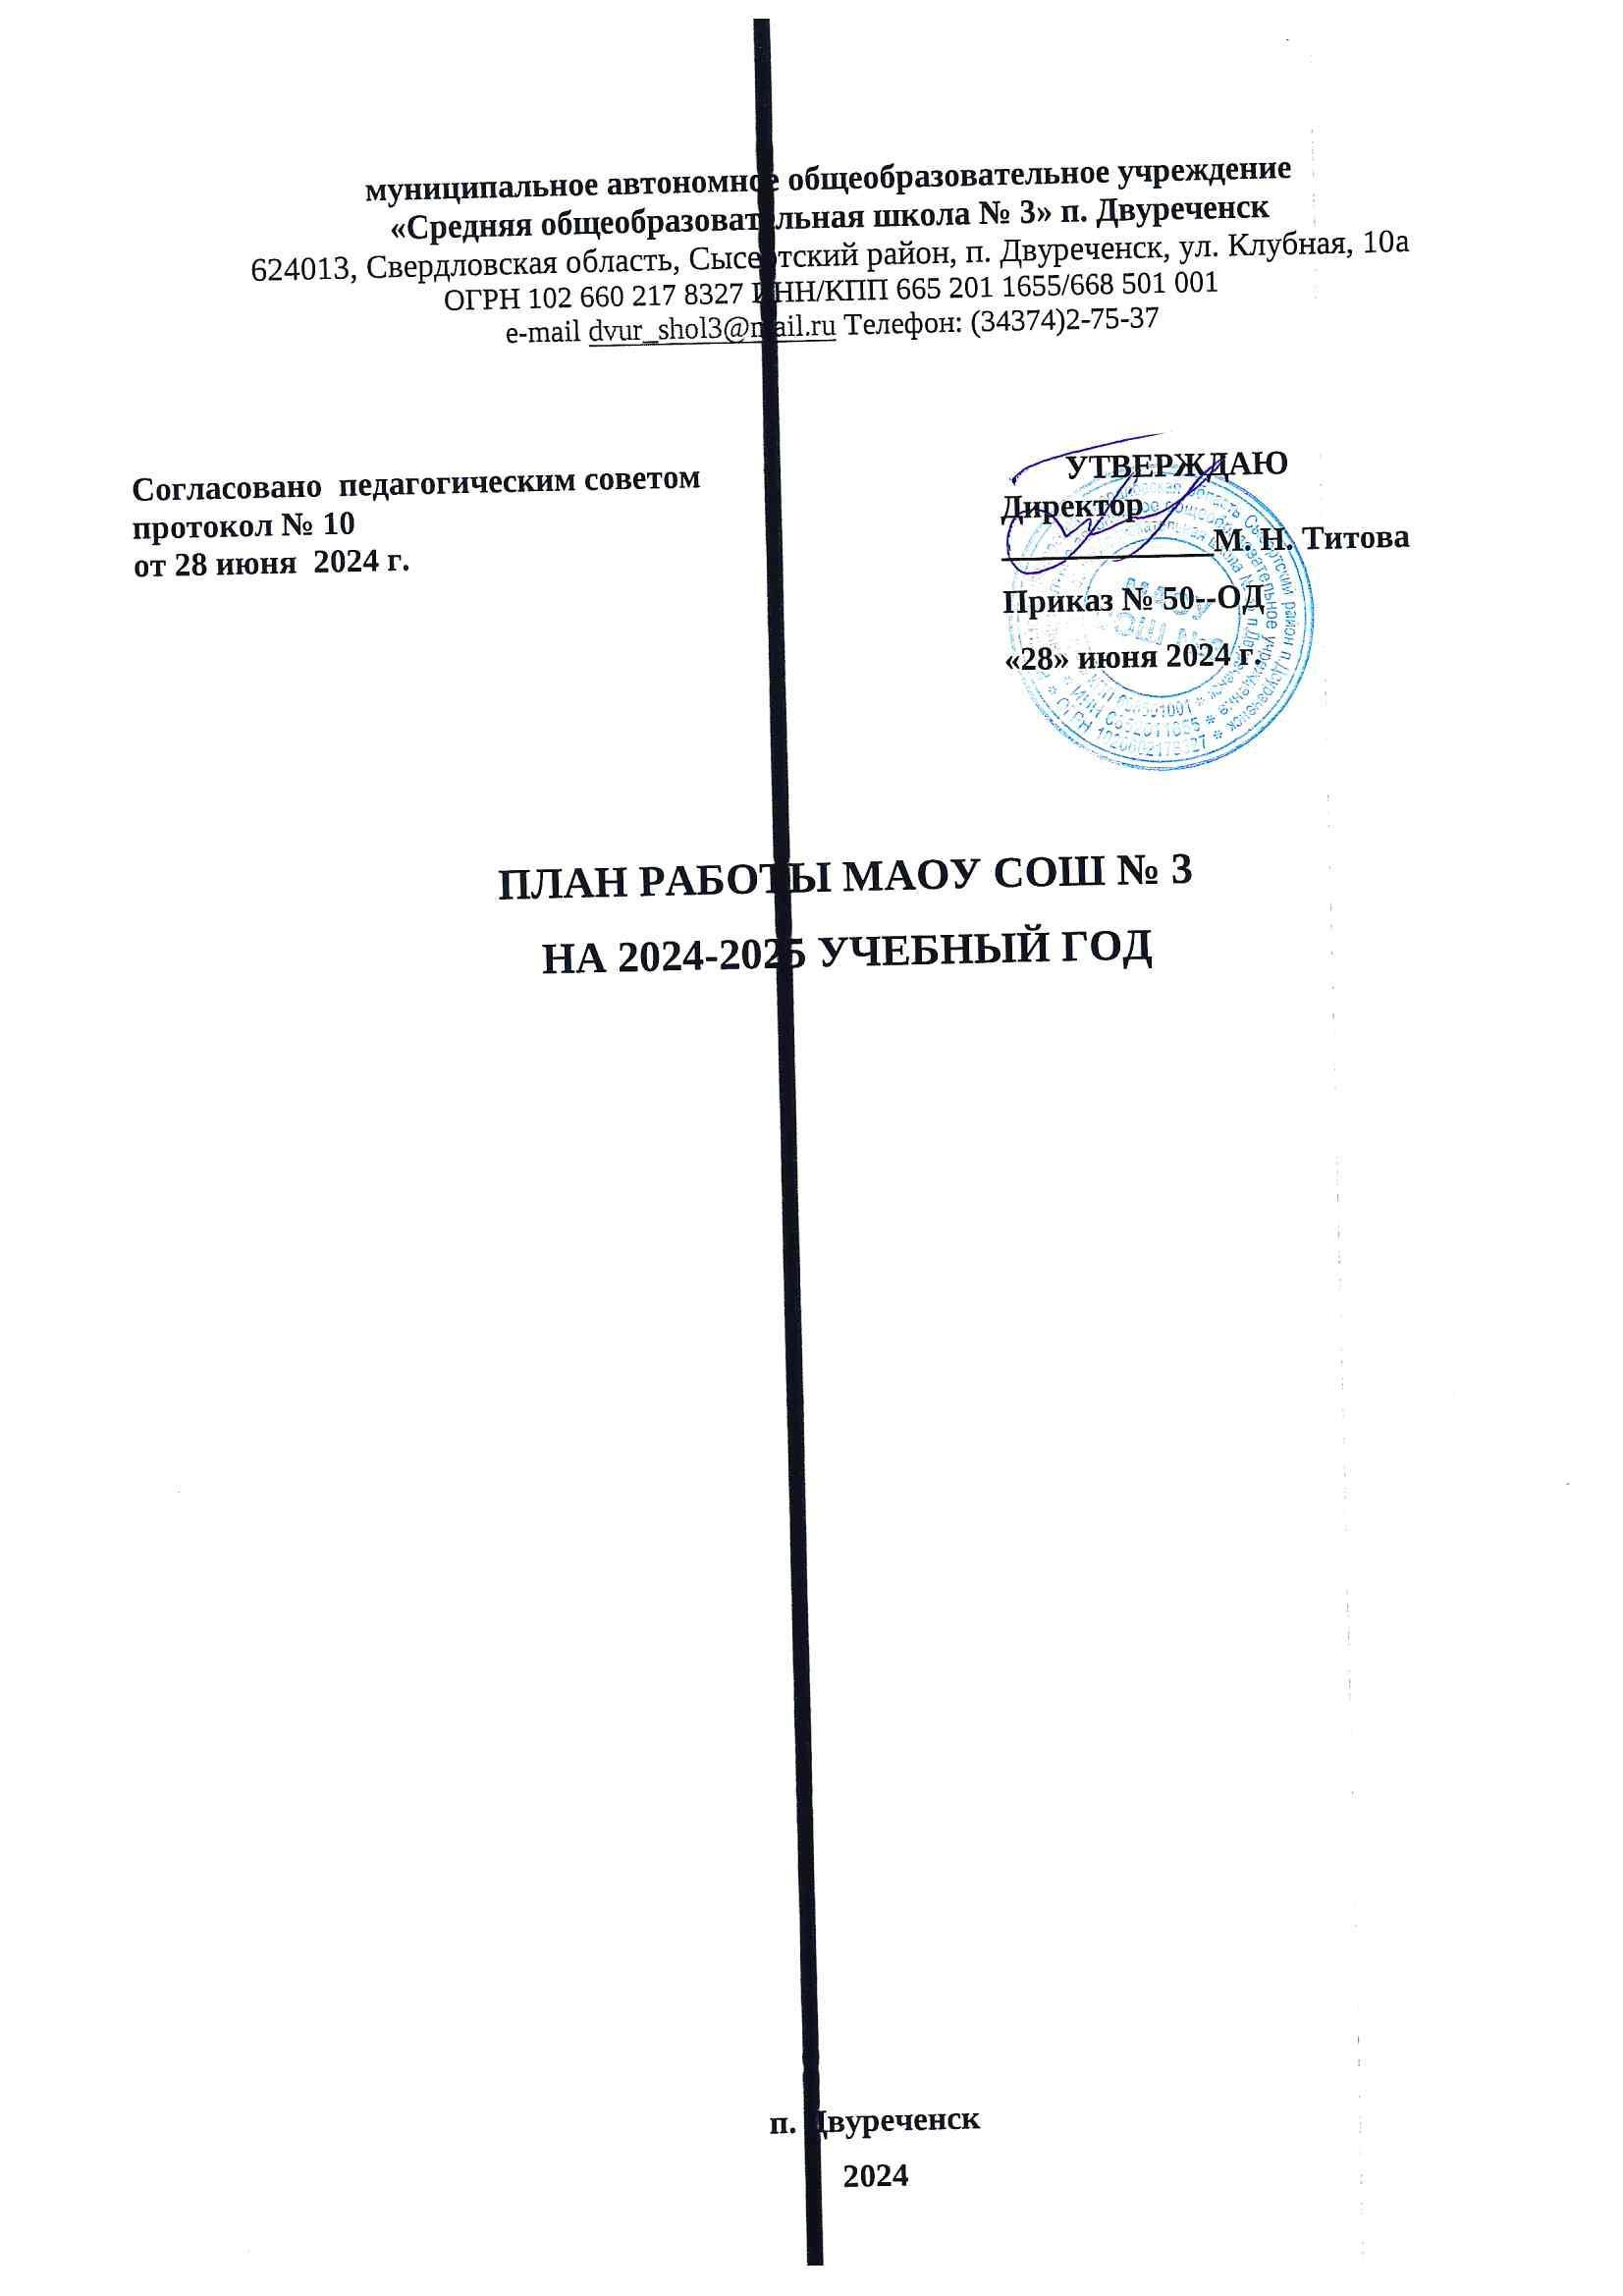 муниципальное автономное общеобразовательное учреждение
«Средняя общеобразовательная школа № 3» п. Двуреченск
624013, Свердловская область, Сысертский район, п. Двуреченск, ул. Клубная, 10а
ОГРН 102 660 217 8327 ИНН/КПП 665 201 1655/668 501 001
e-mail dvur_shol3@mail.ru Телефон: (34374)2-75-37
Согласовано педагогическим советом
протокол № 10
от 28 июня 2024 г.
УТВЕРЖДАЮ
Директор
_____________М. Н. Титова
Приказ № 50--ОД
«28» июня 2024 г.
ПЛАН РАБОТЫ МАОУ СОШ № 3
НА 2024-2025 УЧЕБНЫЙ ГОД
п. Двуреченск
2024